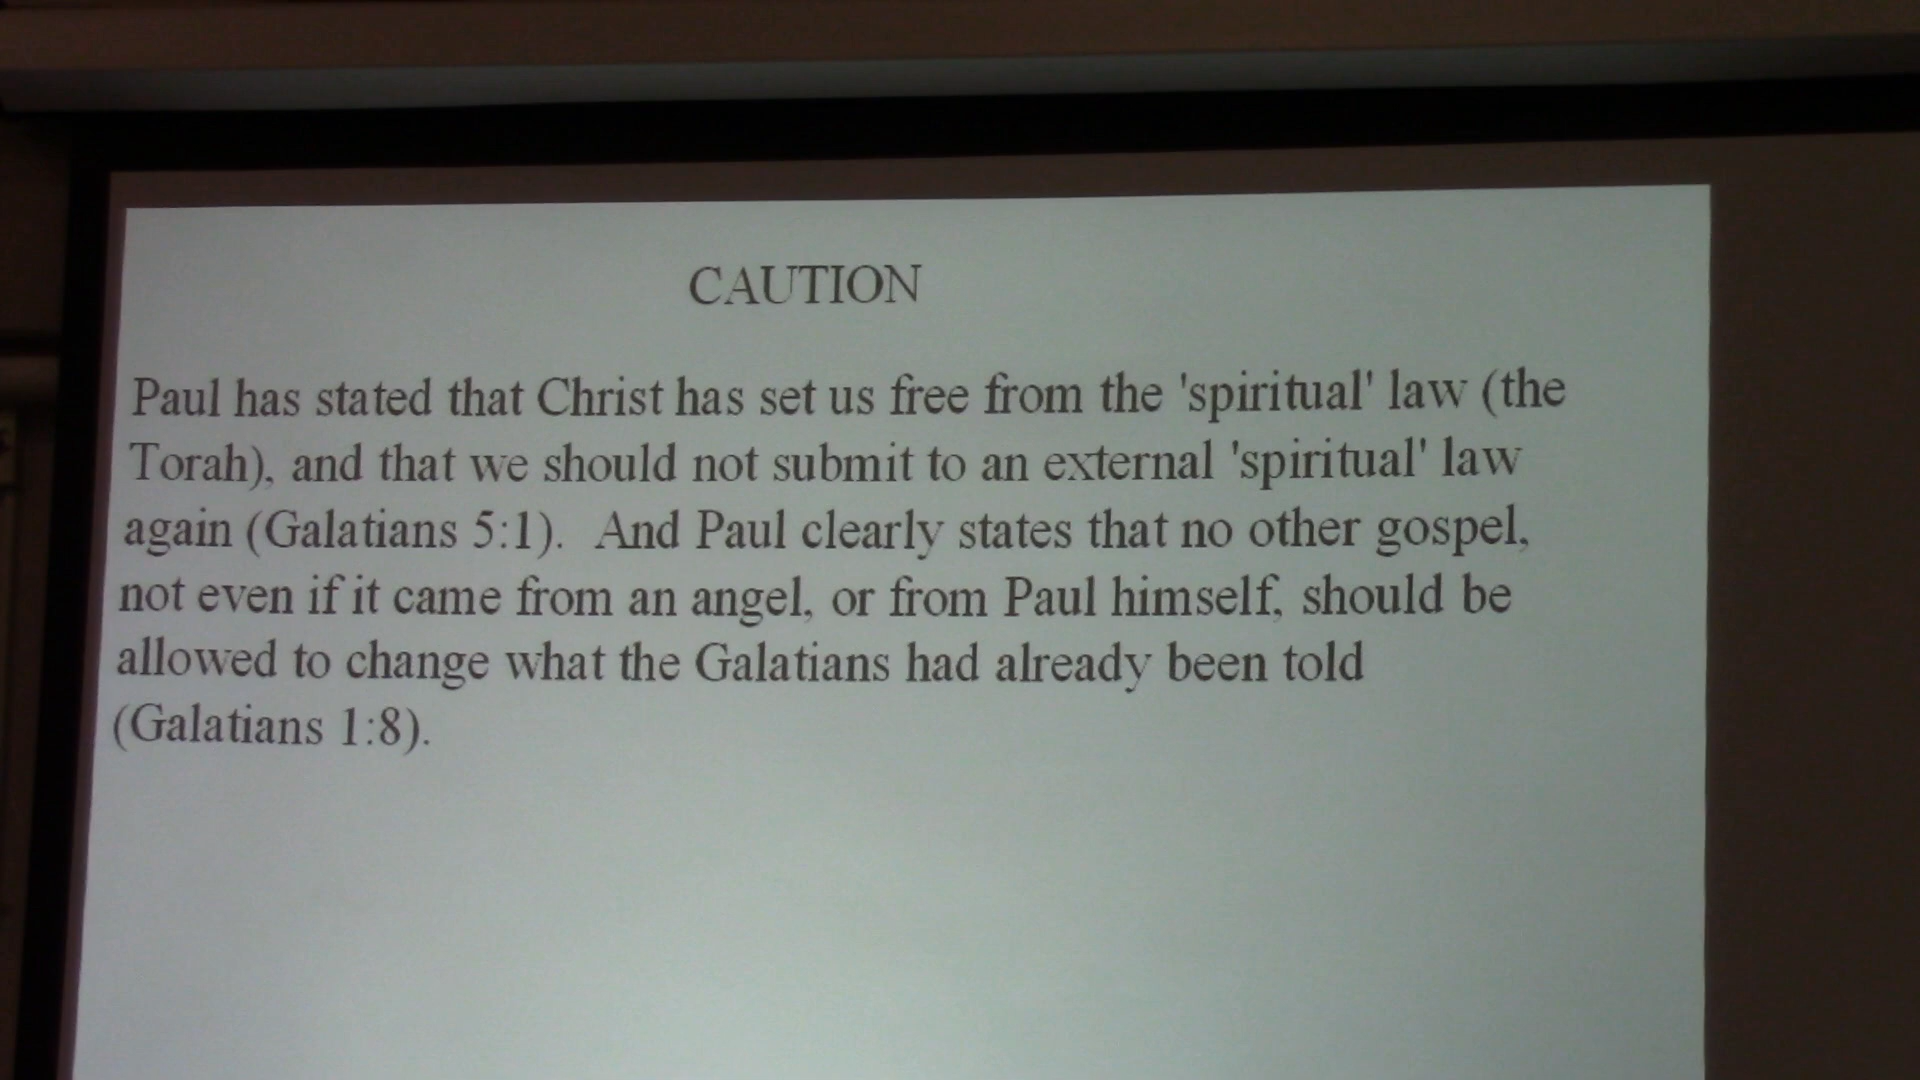 CAUTION
Paul has stated that Christ has set us free from the 'spiritual' law (the
Torah), and that we should not submit to an external 'spiritual' law
again (Galatians 5:1).  And Paul clearly states that no other gospel,
not even if it came from an angel, or from Paul himself, should be
allowed to change what the Galatians had already been told
(Galatians 1:8).